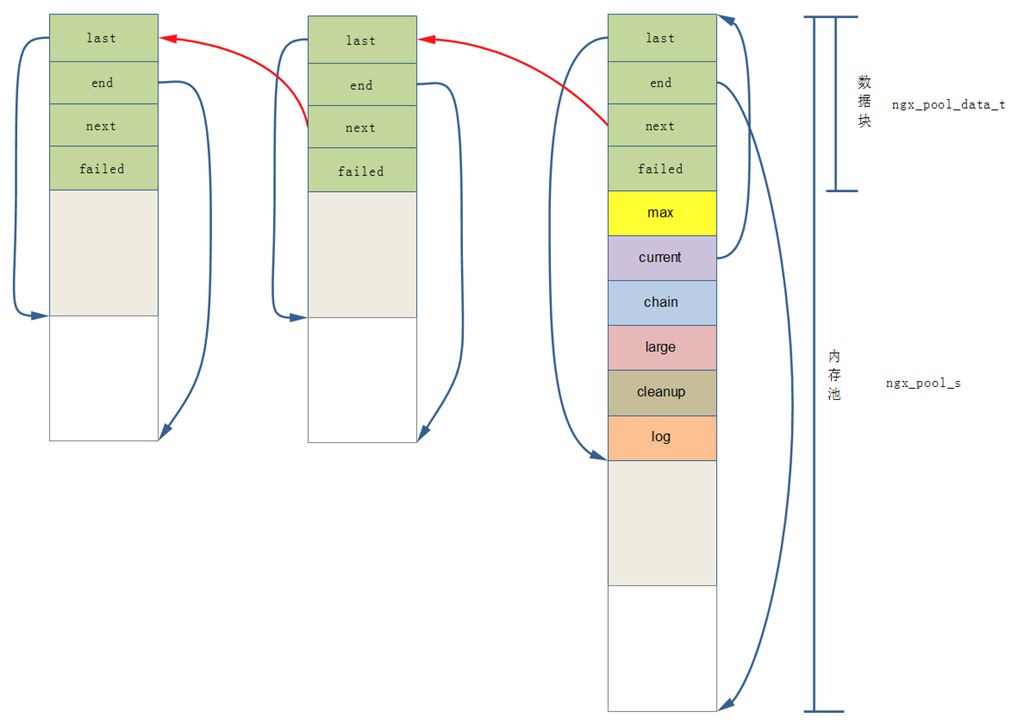 last
end
next
failed
last
end
next
failed
last
end
next
failed
max
current
chain
large
cleanup
log
数据块
ngx_pool_data_t
内存池
ngx_pool_s